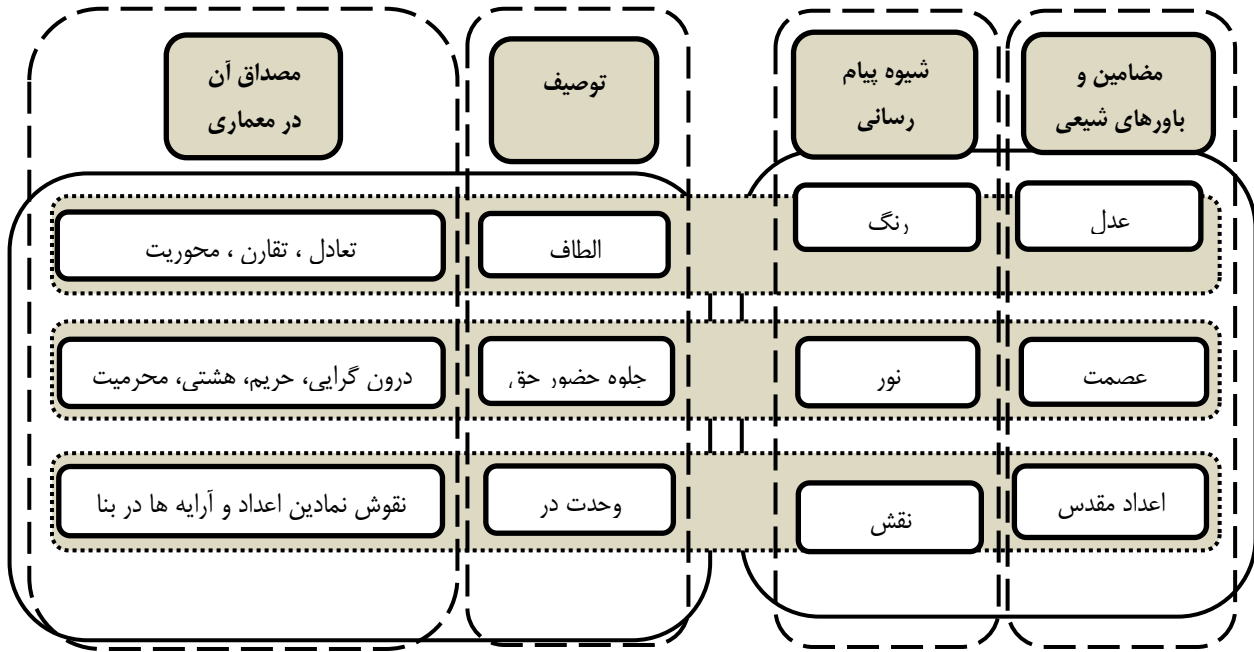 مضامین و
باورهای شیعی
شیوه پیام
رسانی
توصیف
مصداق آن
در معماری
عدل
رنگ
الطاف
تعادل ، تقارن ، محوریت
عصمت
نور
جلوه حضور حق
درون گرایی، حریم، هشتی، محرمیت
اعداد مقدس
نقش
وحدت در
نقوش نمادین اعداد و آرایه ها در بنا